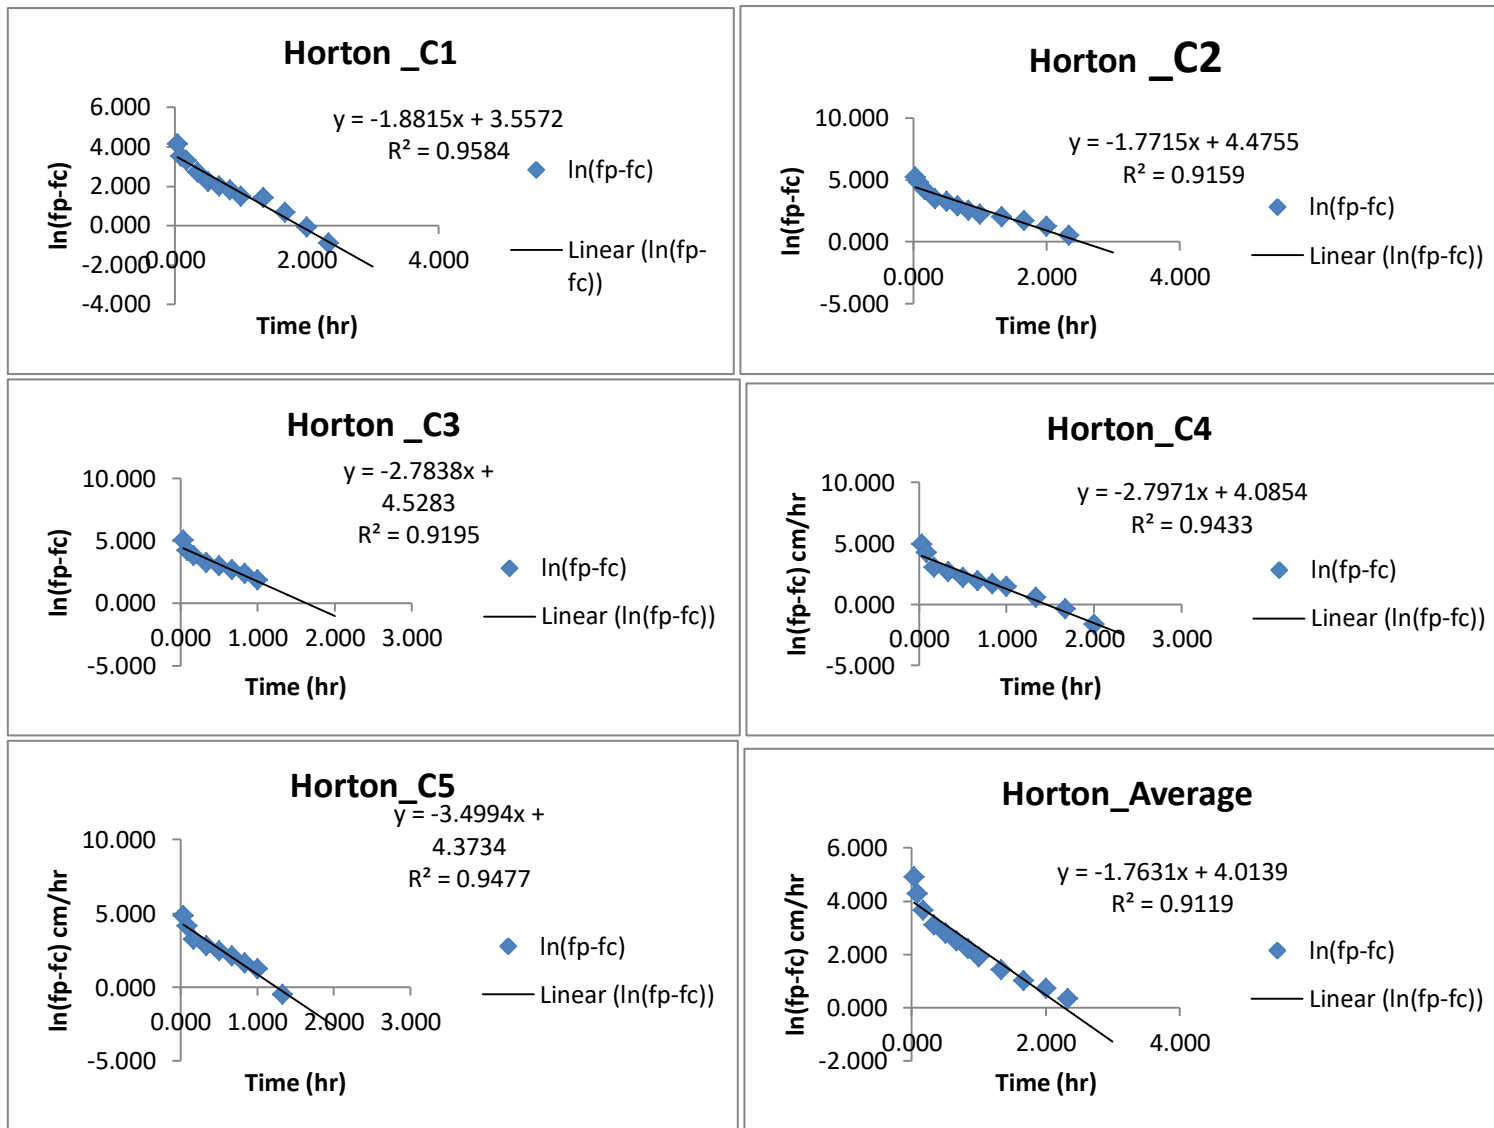 Horton _C1
y = -1.8815x + 3.5572
R² = 0.9584
6.000
4.000
2.000
0.000
-2.000
-4.000
0.000
2.000
4.000
ln(fp-fc)
Time (hr)
ln(fp-fc)
Linear (ln(fp-
fc))
Horton _C2
y = -1.7715x + 4.4755
R² = 0.9159
10.000
5.000
0.000
-5.000
0.000
2.000
4.000
ln(fp-fc)
Time (hr)
ln(fp-fc)
Linear (ln(fp-fc))
Horton _C3
y = -2.7838x +
4.5283
R² = 0.9195
10.000
5.000
0.000
-5.000
0.000
1.000
2.000
3.000
ln(fp-fc)
Time (hr)
ln(fp-fc)
Linear (ln(fp-fc))
Horton_C4
y = -2.7971x + 4.0854
R² = 0.9433
10.000
5.000
0.000
-5.000
0.000
1.000
2.000
3.000
ln(fp-fc) cm/hr
Time (hr)
ln(fp-fc)
Linear (ln(fp-fc))
Horton_C5
y = -3.4994x +
4.3734
R² = 0.9477
10.000
5.000
0.000
-5.000
0.000
1.000
2.000
3.000
ln(fp-fc) cm/hr
Time (hr)
ln(fp-fc)
Linear (ln(fp-fc))
Horton_Average
y = -1.7631x + 4.0139
R² = 0.9119
6.000
4.000
2.000
0.000
-2.000
0.000
2.000
4.000
ln(fp-fc) cm/hr
Time (hr)
ln(fp-fc)
Linear (ln(fp-fc))